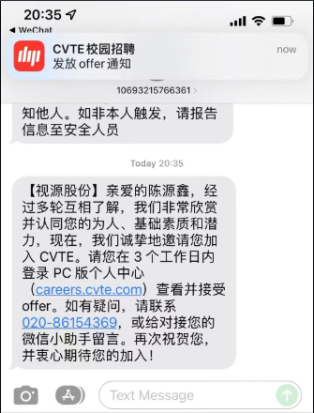 20:35
WeChat
CVTE校园招聘
now
发放offer通知
10693215766361
知他人。如非本人触发，请报告
信息至安全人员
Today 20:35
【视源股份】亲爱的陈源鑫，经
过多轮互相了解，我们非常欣赏
并认同您的为人、基础素质和潜
力，现在，我们诚挚地邀请您加
入 CVTE。请您在 3 个工作日内
登录 PC 版个人中心
（careers.cvte.com）查看并接受
offer。如有疑问，请联系
020-86154369，或给对接您的
微信小助手留言。再次祝贺您，
并衷心期待您的加入！
Text Message